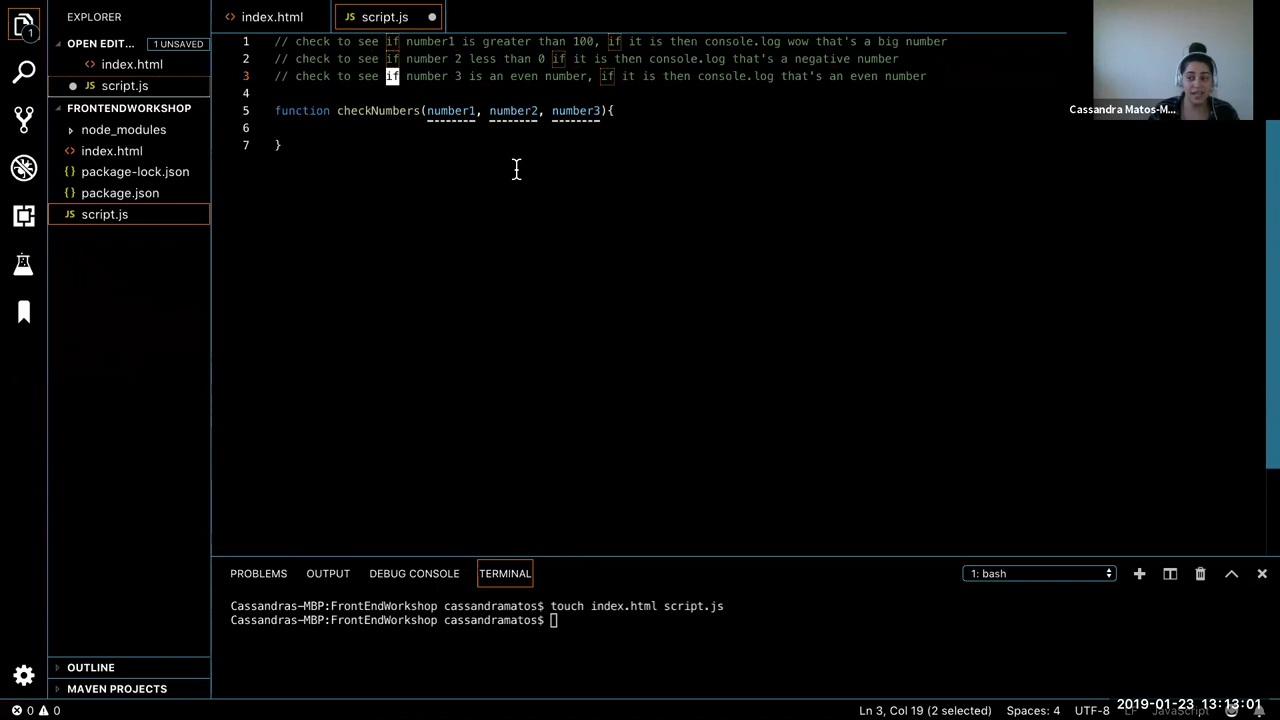 EXPLORER
OPEN EDIT...
1 UNSAVED
index.html
script.js
FRONTENDWORKSHOP
node_modules
index.html
package-lock.json
package.json
script.js
OUTLINE
MAVEN PROJECTS
1
index.html
script.js
1 // check to see if number1 is greater than 100, if it is then console.log wow that's a big number
2 // check to see if number 2 less than 0 if it is then console.log that's a negative number
3 // check to see if number 3 is an even number, if it is then console.log that's an even number
4
5 function checkNumbers(number1, number2, number3){
6
7 }
Cassandra Matos-M...
PROBLEMS OUTPUT DEBUG CONSOLE TERMINAL 1: bash
Cassandras-MBP:FrontEndWorkshop cassandramatos$ touch index.html script.js
Cassandras-MBP:FrontEndWorkshop cassandramatos$
0 0 Ln 3, Col 19 (2 selected) Spaces: 4 UTF-8 LF JavaScript
2019-01-23 13:13:01